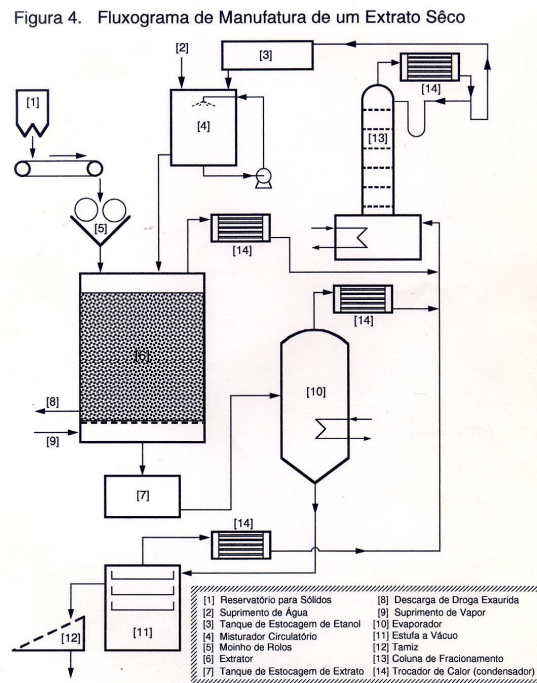 Figura 4. Fluxograma de Manufatura de um Extrato Sêco
[2]
[3]
[14]
[1]
[4]
[13]
[5]
[14]
[14]
[6]
[10]
[8]
[9]
[7]
[14]
[12]
[11]
[1] Reservatório para Sólidos
[2] Suprimento de Água
[3] Tanque de Estocagem de Etanol
[4] Misturador Circulatório
[5] Moinho de Rolos
[6] Extrator
[7] Tanque de Estocagem de Extrato
[8] Descarga de Droga Exaurida
[9] Suprimento de Vapor
[10] Evaporador
[11] Estufa a Vácuo
[12] Tamiz
[13] Coluna de Fracionamento
[14] Trocador de Calor (condensador)